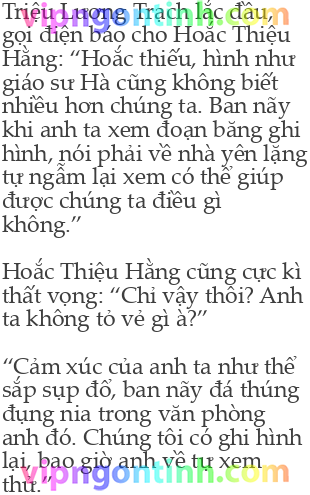 Triệu Lương Trạch lắc đầu,
gọi điện báo cho Hoắc Thiệu
Hằng: “Hoắc thiếu, hình như
giáo sư Hà cũng không biết
nhiều hơn chúng ta. Ban nãy
khi anh ta xem đoạn băng ghi
hình, nói phải về nhà yên lặng
tự ngẫm lại xem có thể giúp
được chúng ta điều gì
không.”
Hoắc Thiệu Hằng cũng cực kì
thất vọng: “Chỉ vậy thôi? Anh
ta không tỏ vẻ gì à?”
“Cảm xúc của anh ta như thể
sắp sụp đổ, ban nãy đá thúng
đụng nia trong văn phòng
anh đó. Chúng tôi có ghi hình
lại, bao giờ anh về tự xem
thử.”
vipngontinh.com
vipngontinh.com